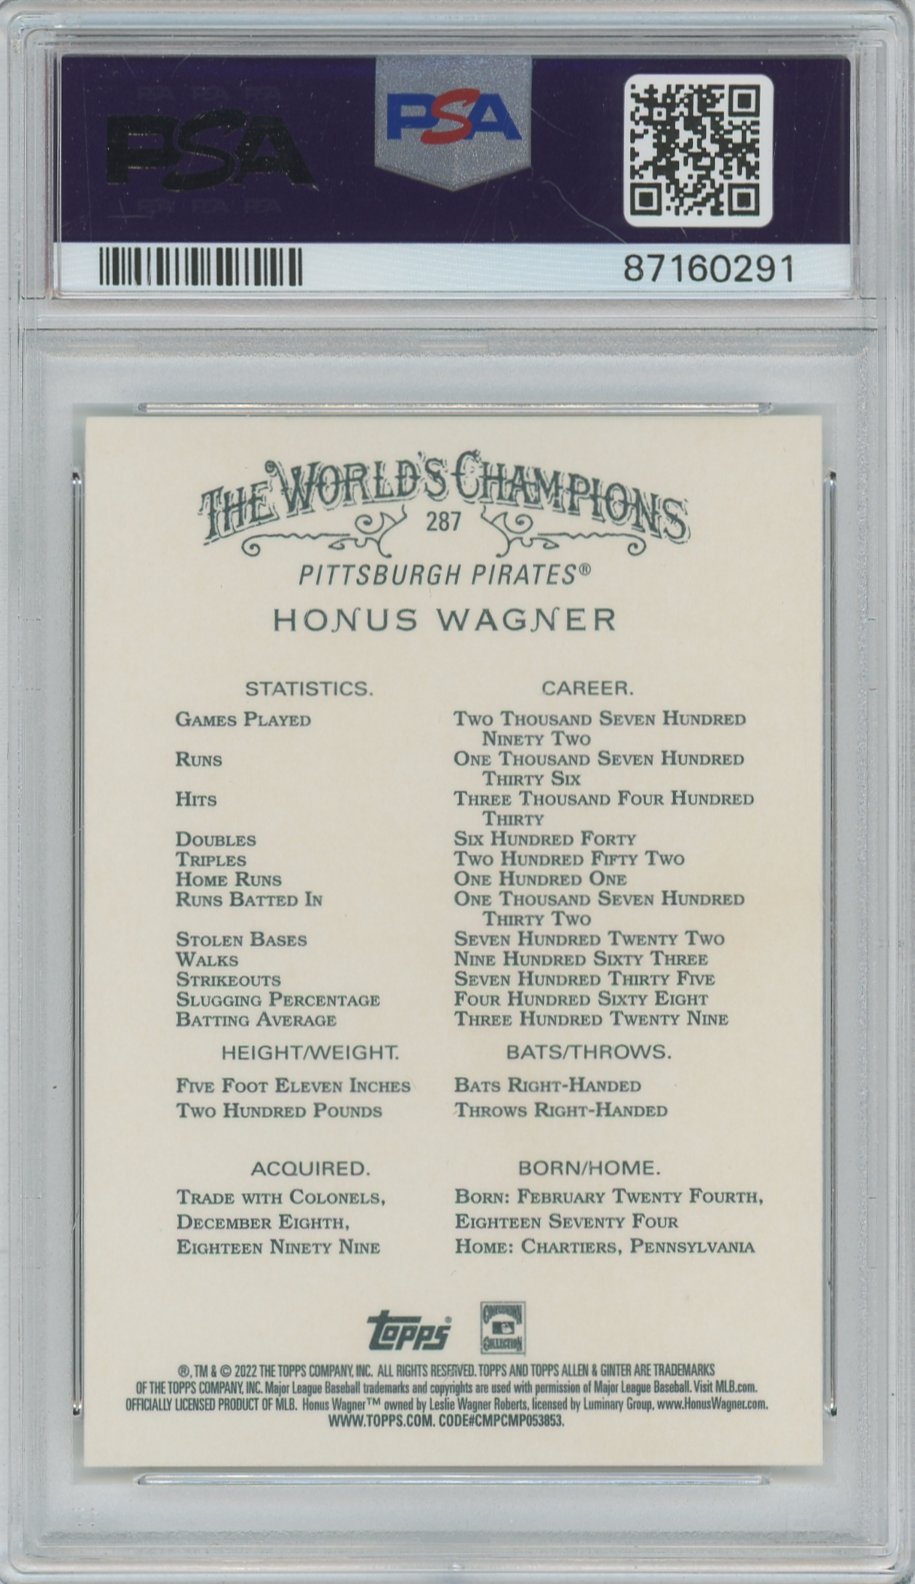 PSA PSA PSA
PSA
PSA PSA PSA
PSA
87160291
THE WORLD'S CHAMPIONS
287
PITTSBURGH PIRATES®
HONUS WAGNER
STATISTICS. CAREER.
GAMES PLAYED TWO THOUSAND SEVEN HUNDRED
NINETY TWO
RUNS ONE THOUSAND SEVEN HUNDRED
THIRTY SIX
HITS THREE THOUSAND FOUR HUNDRED
THIRTY
DOUBLES SIX HUNDRED FORTY
TRIPLES TWO HUNDRED FIFTY TWO
HOME RUNS ONE HUNDRED ONE
RUNS BATTED IN ONE THOUSAND SEVEN HUNDRED
THIRTY TWO
STOLEN BASES SEVEN HUNDRED TWENTY TWO
WALKS NINE HUNDRED SIXTY THREE
STRIKEOUTS SEVEN HUNDRED THIRTY FIVE
SLUGGING PERCENTAGE FOUR HUNDRED SIXTY EIGHT
BATTING AVERAGE THREE HUNDRED TWENTY NINE
HEIGHT/WEIGHT. BATS/THROWS.
FIVE FOOT ELEVEN INCHES BATS RIGHT-HANDED
TWO HUNDRED POUNDS THROWS RIGHT-HANDED
ACQUIRED. BORN/HOME.
TRADE WITH COLONELS, BORN: FEBRUARY TWENTY FOURTH,
DECEMBER EIGHTH, EIGHTEEN SEVENTY FOUR
EIGHTEEN NINETY NINE HOME: CHARTIERS, PENNSYLVANIA
Topps® COOPERSTOWN COLLECTION
®, TM & © 2022 THE TOPPS COMPANY, INC. ALL RIGHTS RESERVED. TOPPS AND TOPPS ALLEN & GINTER ARE TRADEMARKS
OF THE TOPPS COMPANY, INC. Major League Baseball trademarks and copyrights are used with permission of Major League Baseball. Visit MLB.com.
OFFICIALLY LICENSED PRODUCT OF MLB. Honus Wagner™ owned by Leslie Wagner Roberts, licensed by Luminary Group, www.HonusWagner.com.
WWW.TOPPS.COM. CODE#CMPCMP053853.